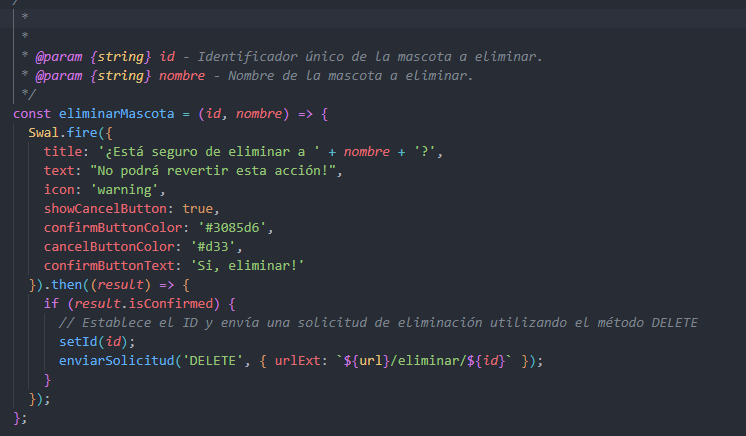 /
*
*
* @param {string} id - Identificador único de la mascota a eliminar.
* @param {string} nombre - Nombre de la mascota a eliminar.
*/
const eliminarMascota = (id, nombre) => {
  Swal.fire({
    title: '¿Está seguro de eliminar a ' + nombre + '?',
    text: "No podrá revertir esta acción!",
    icon: 'warning',
    showCancelButton: true,
    confirmButtonColor: '#3085d6',
    cancelButtonColor: '#d33',
    confirmButtonText: 'Si, eliminar!'
  }).then((result) => {
    if (result.isConfirmed) {
      // Establece el ID y envía una solicitud de eliminación utilizando el método DELETE
      setId(id);
      enviarSolicitud('DELETE', { urlExt: `${url}/eliminar/${id}` });
    }
  });
};